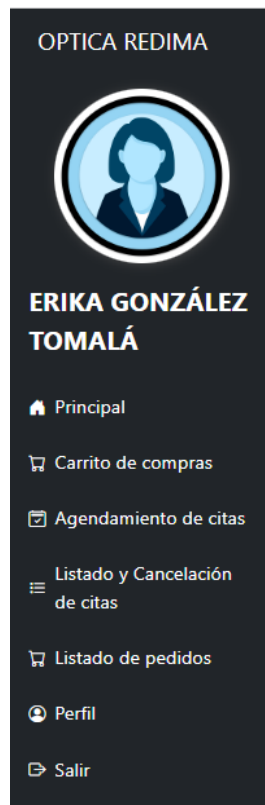 OPTICA REDIMA
ERIKA GONZÁLEZ
TOMALÁ
Principal
Carrito de compras
Agendamiento de citas
Listado y Cancelación
de citas
Listado de pedidos
Perfil
Salir